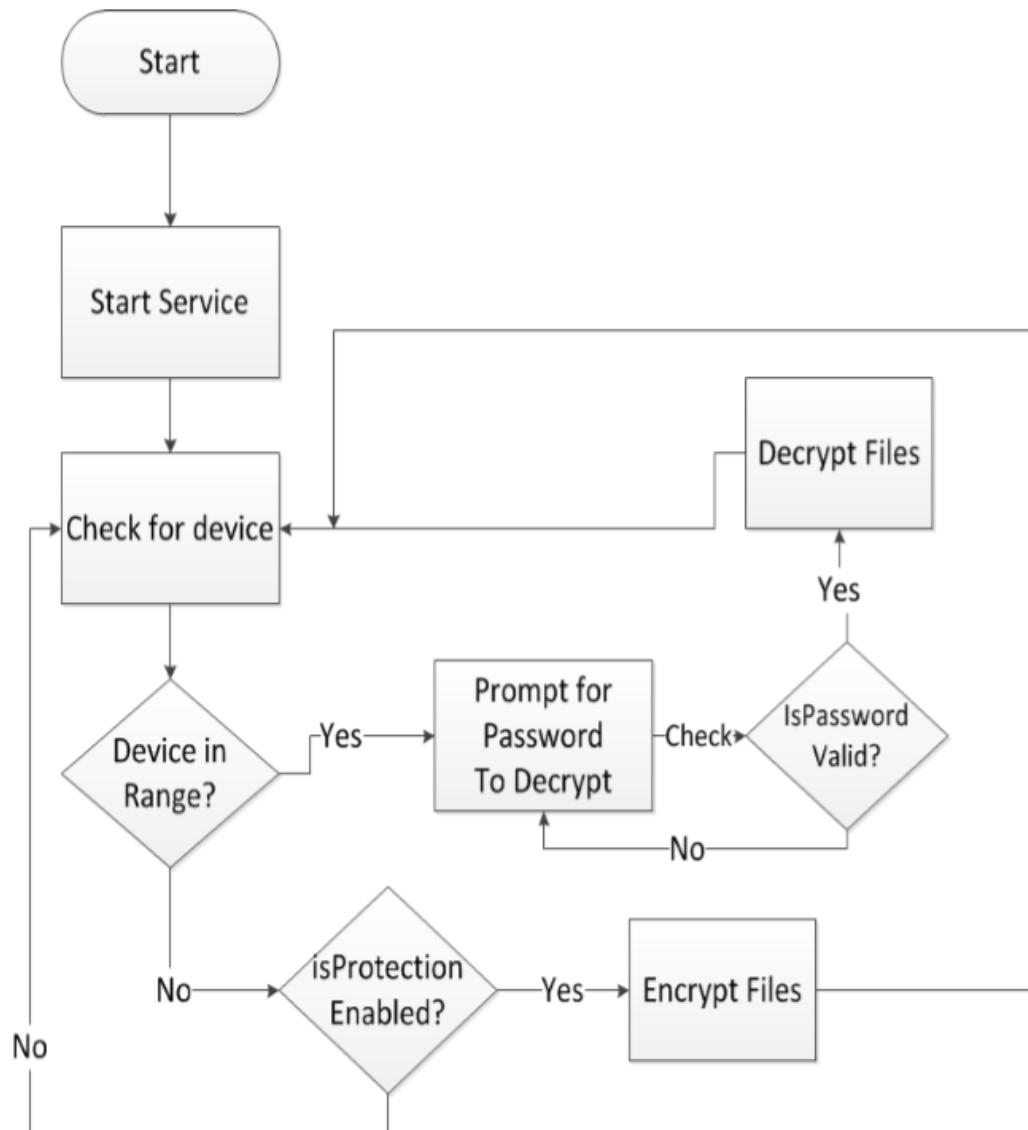 Start
Start Service
Decrypt Files
Check for device
Yes
Prompt for
Password
To Decrypt
Check
IsPassword
Valid?
Device in
Range?
Yes
No
isProtection
Enabled?
No
Yes
Encrypt Files
No